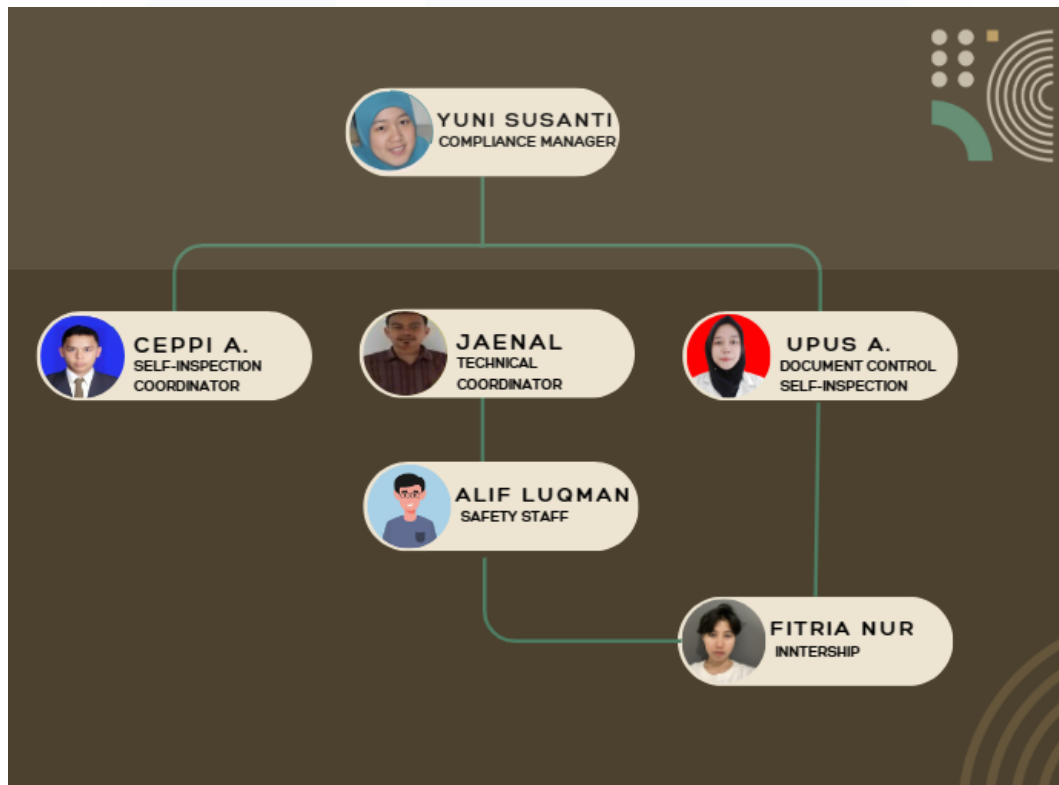 YUNI SUSANTI
COMPLIANCE MANAGER
CEPPI A.
SELF-INSPECTION
COORDINATOR
JAENAL
TECHNICAL
COORDINATOR
UPUS A.
DOCUMENT CONTROL
SELF-INSPECTION
ALIF LUQMAN
SAFETY STAFF
FITRIA NUR
INNTERSHIP